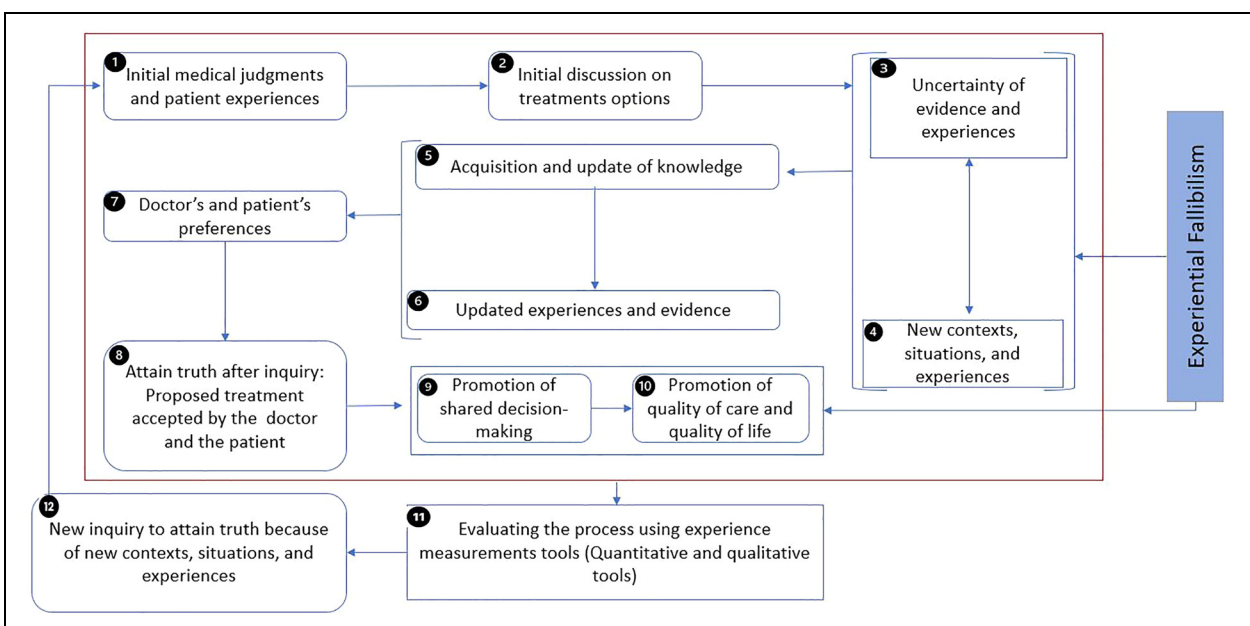 1
Initial medical judgments
and patient experiences
2
Initial discussion on
treatments options
3
Uncertainty of
evidence and
experiences
4
New contexts,
situations, and
experiences
5
Acquisition and update of knowledge
6
Updated experiences and evidence
7
Doctor’s and patient’s
preferences
8
Attain truth after inquiry:
Proposed treatment
accepted by the doctor
and the patient
9
Promotion of
shared decision-
making
10
Promotion of
quality of care and
quality of life
11
Evaluating the process using experience
measurements tools (Quantitative and qualitative
tools)
12
New inquiry to attain truth because
of new contexts, situations, and
experiences
Experiential Fallibilism